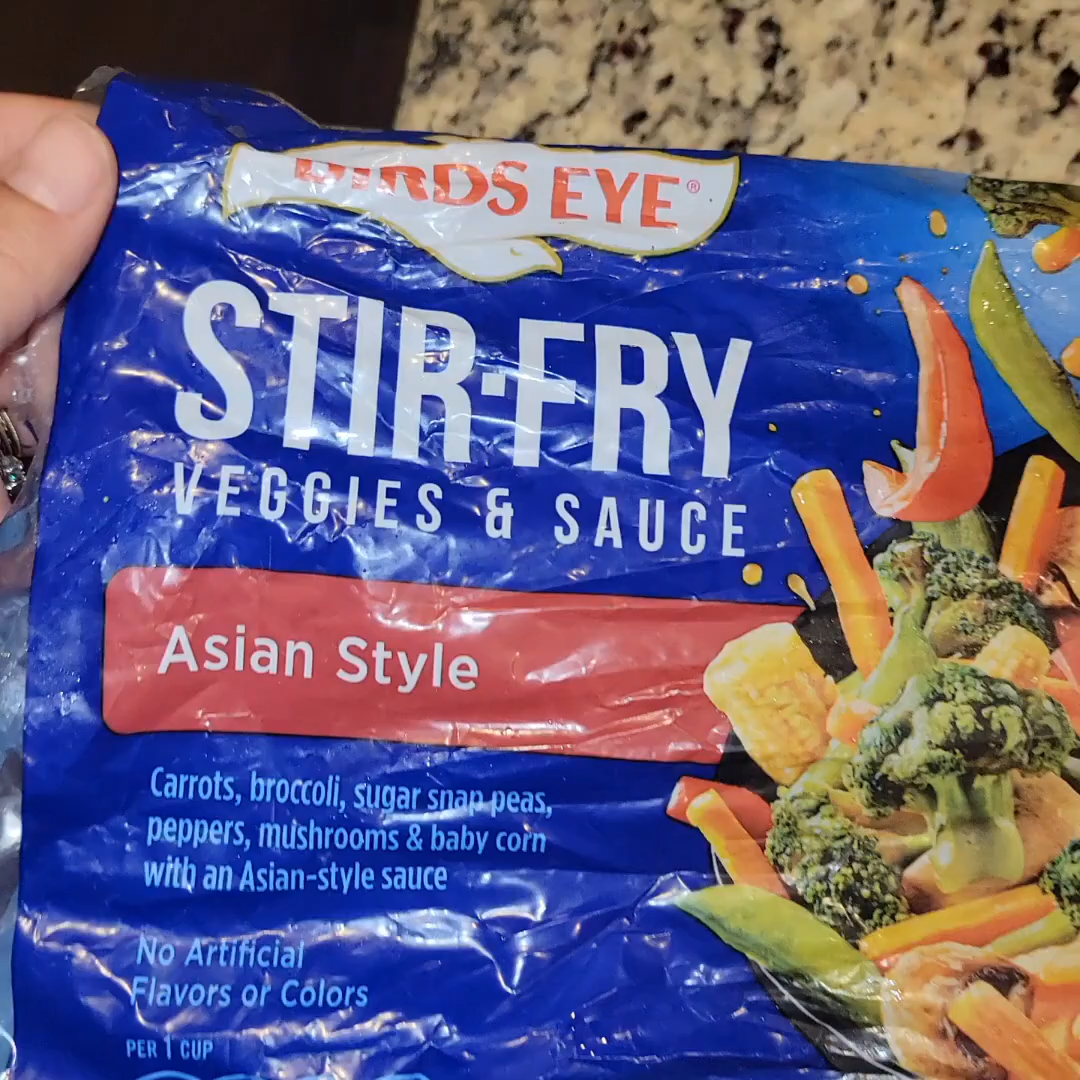 BIRDS EYE®
STIR-FRY
VEGGIES & SAUCE
Asian Style
Carrots, broccoli, sugar snap peas,
peppers, mushrooms & baby corn
with an Asian-style sauce
No Artificial
Flavors or Colors
PER 1 CUP